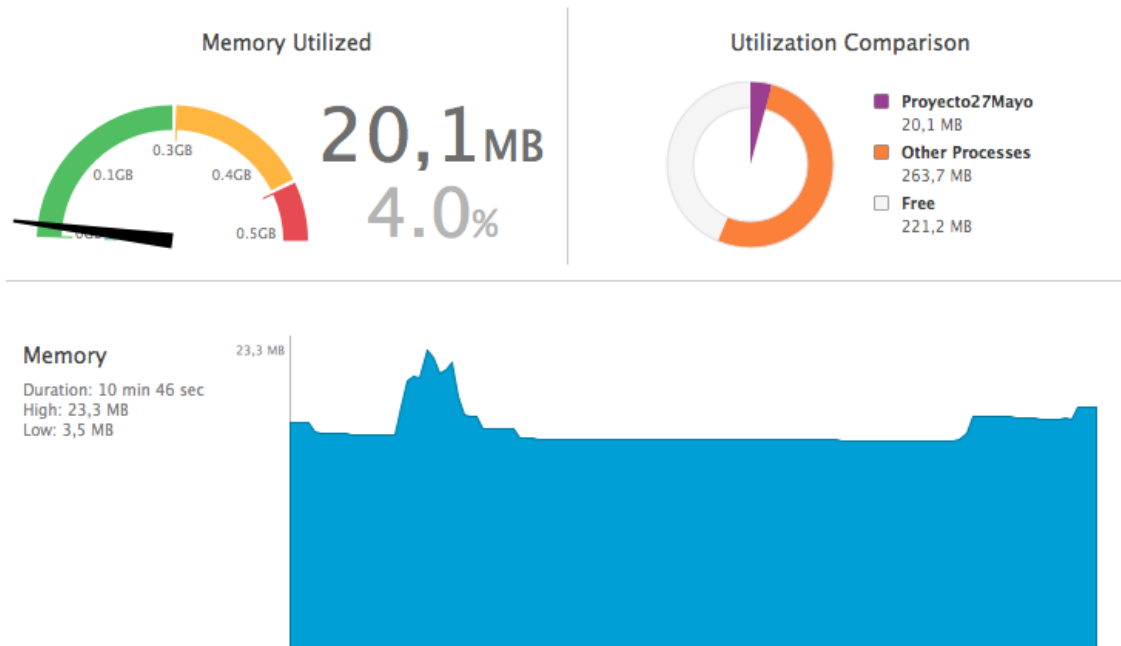 Memory Utilized
0GB
0.1GB
0.3GB
0.4GB
0.5GB
20,1MB
4.0%
Utilization Comparison
Proyecto27Mayo
20,1 MB
Other Processes
263,7 MB
Free
221,2 MB
Memory
Duration: 10 min 46 sec
High: 23,3 MB
Low: 3,5 MB
23,3 MB